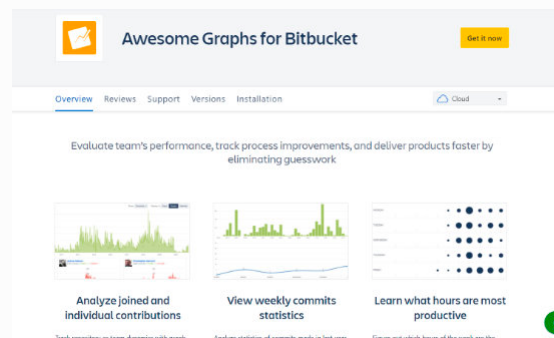 Awesome Graphs for Bitbucket
Get it now
Overview Reviews Support Versions Installation
Cloud
Evaluate team's performance, track process improvements, and deliver products faster by
eliminating guesswork
Analyze joined and
individual contributions
View weekly commits
statistics
Learn what hours are most
productive